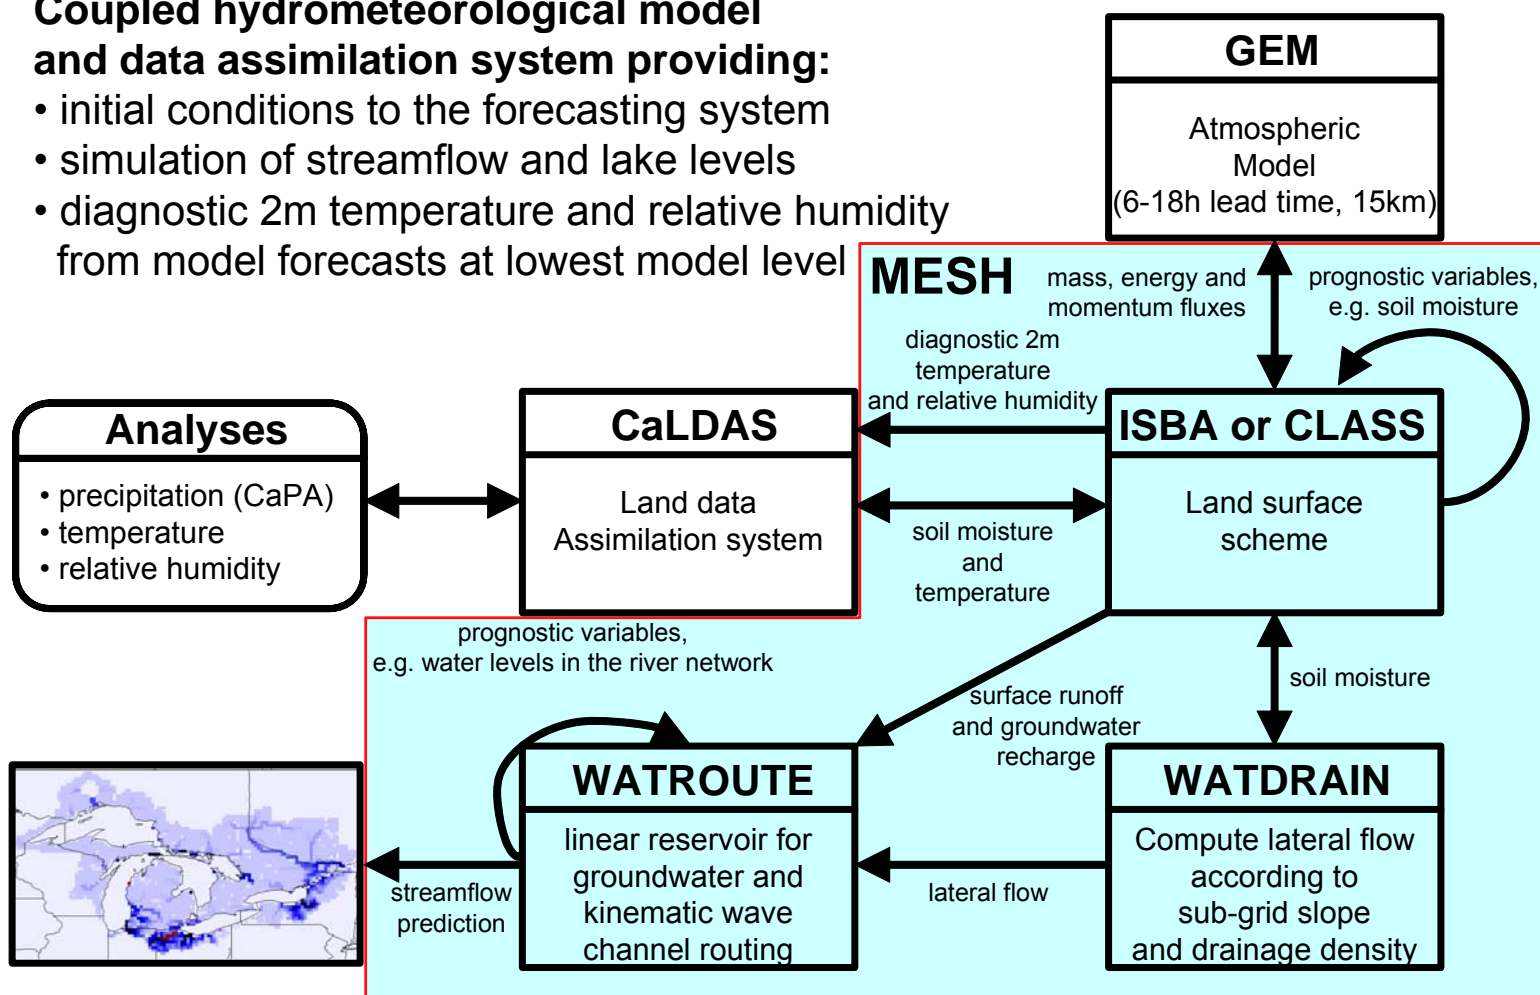 Coupled hydrometeorological model
and data assimilation system providing:
• initial conditions to the forecasting system
• simulation of streamflow and lake levels
• diagnostic 2m temperature and relative humidity
from model forecasts at lowest model level
GEM
Atmospheric
Model
(6-18h lead time, 15km)
MESH
mass, energy and
momentum fluxes
prognostic variables,
e.g. soil moisture
diagnostic 2m
temperature
and relative humidity
Analyses
• precipitation (CaPA)
• temperature
• relative humidity
CaLDAS
Land data
Assimilation system
soil moisture
and
temperature
ISBA or CLASS
Land surface
scheme
prognostic variables,
e.g. water levels in the river network
surface runoff
and groundwater
recharge
soil moisture
WATROUTE
linear reservoir for
groundwater and
kinematic wave
channel routing
WATDRAIN
Compute lateral flow
according to
sub-grid slope
and drainage density
streamflow
prediction
lateral flow